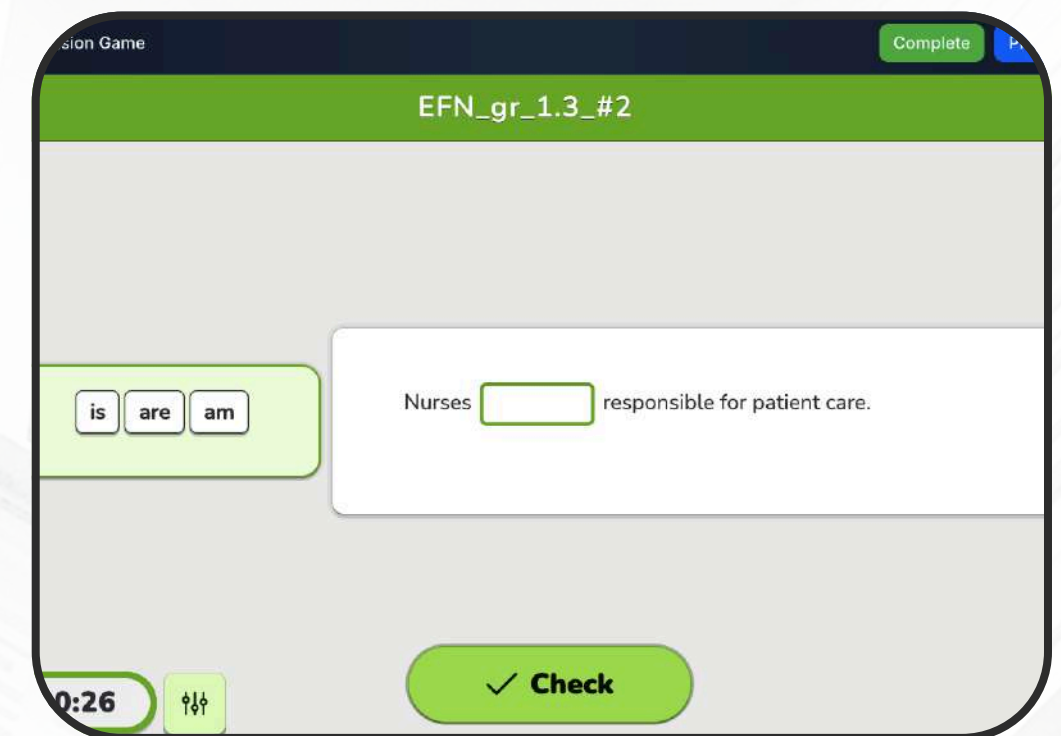 sion Game
Complete
EFN_gr_1.3_#2
is are am
Nurses responsible for patient care.
0:26
Check